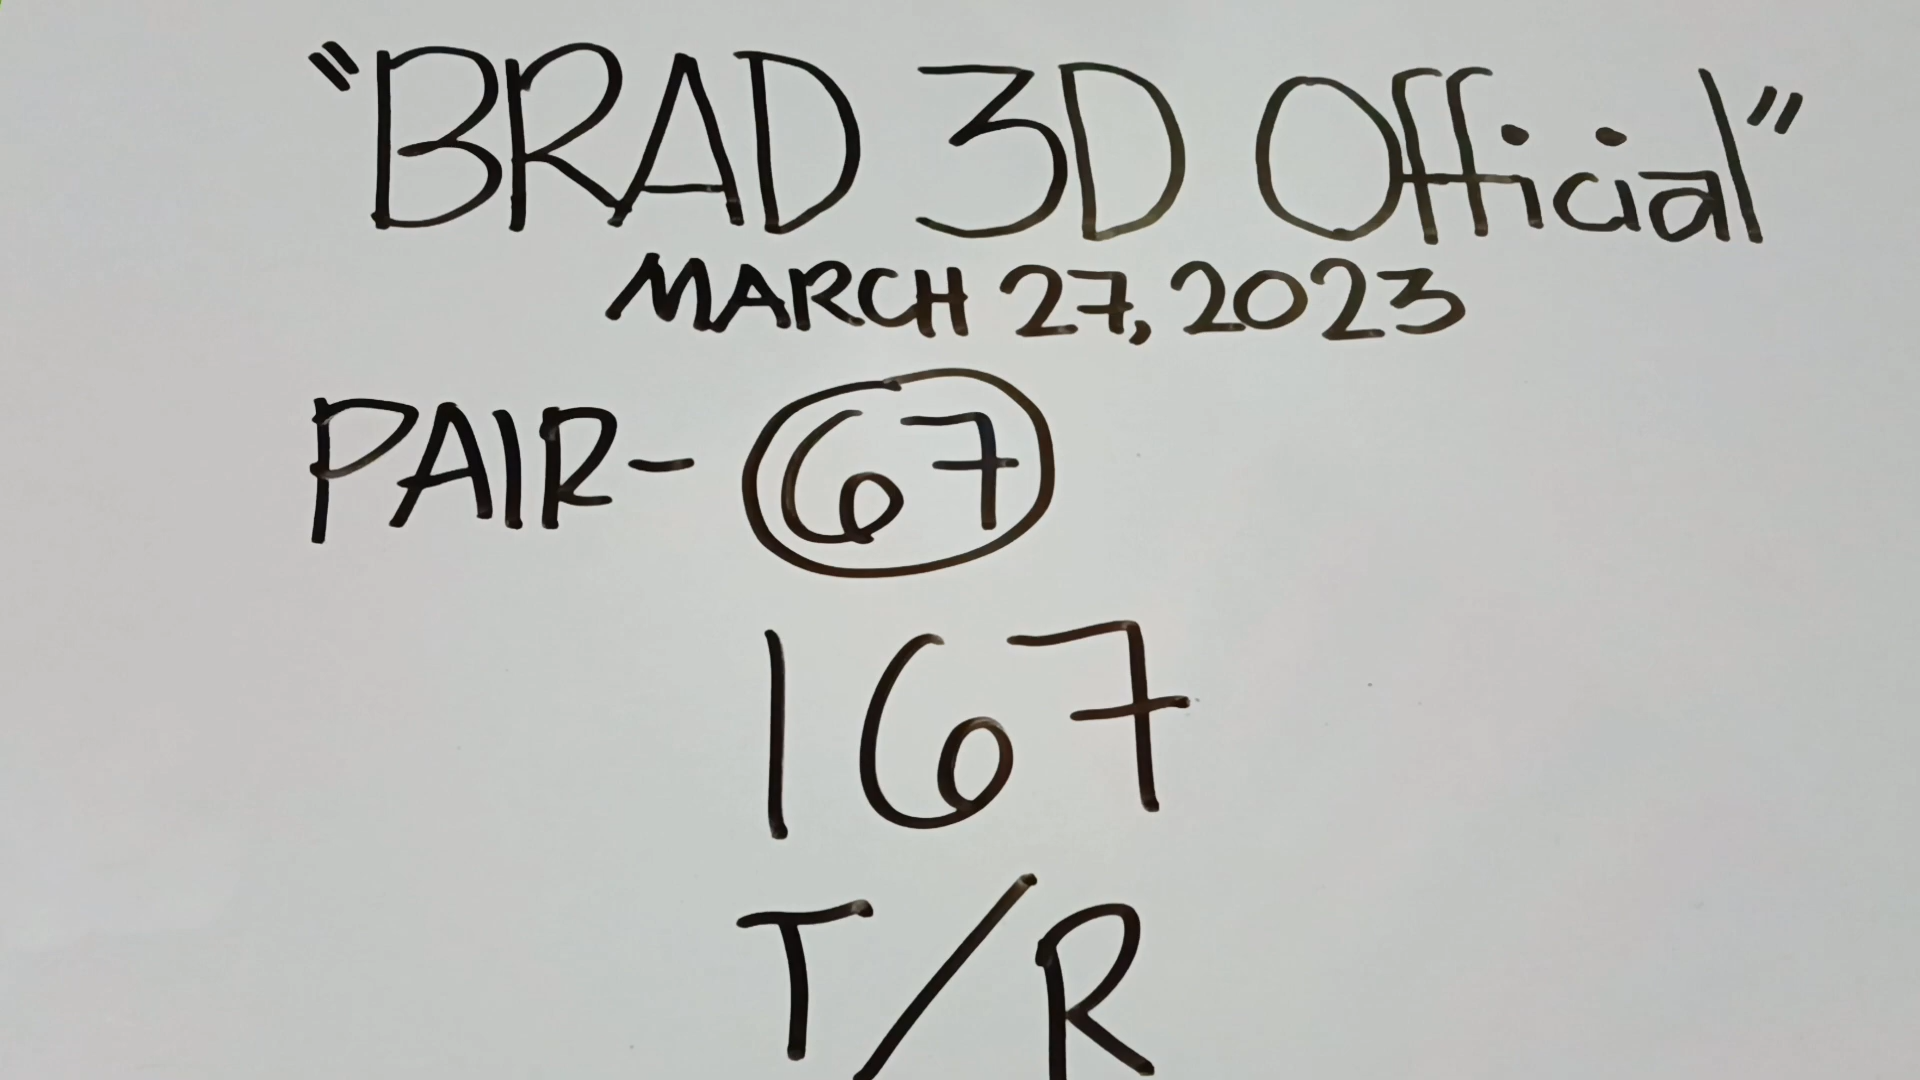 "BRAD 3D Official"
MARCH 27, 2023
PAIR- 67
167
T/R